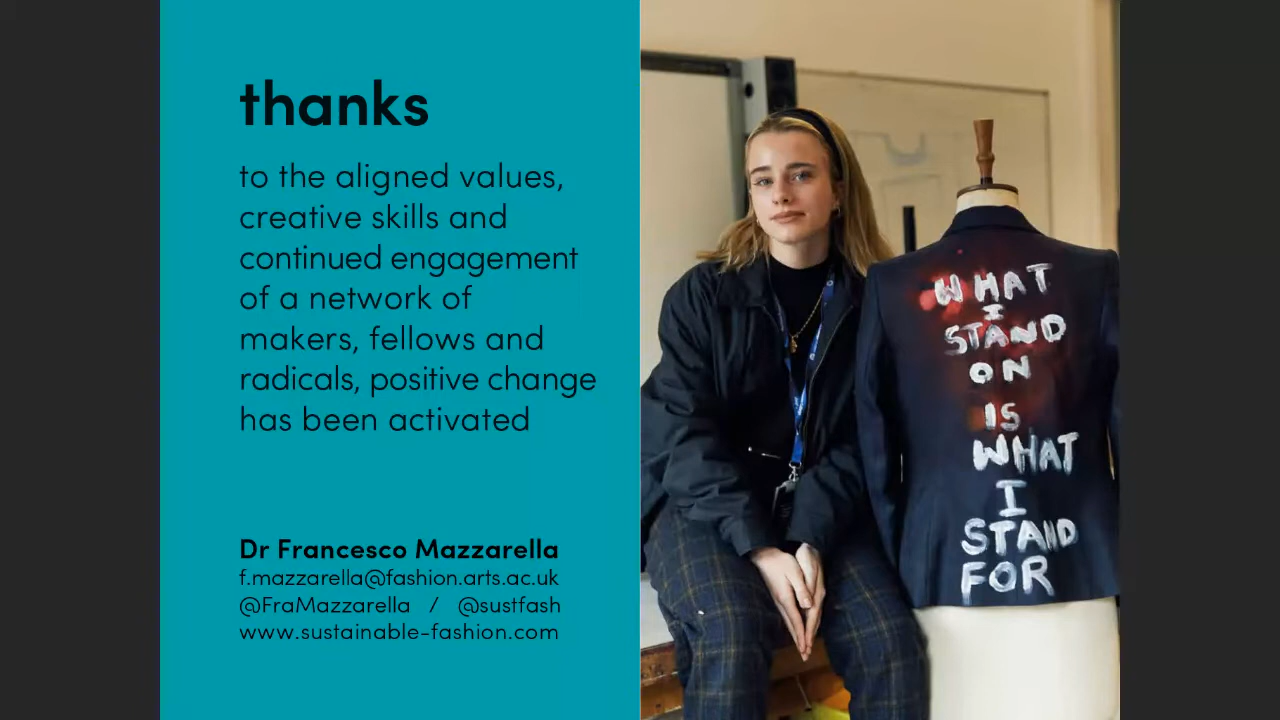 thanks
to the aligned values,
creative skills and
continued engagement
of a network of
makers, fellows and
radicals, positive change
has been activated
Dr Francesco Mazzarella
f.mazzarella@fashion.arts.ac.uk
@FraMazzarella / @sustfash
www.sustainable-fashion.com
WHAT
I
STAND
ON
IS
WHAT
I
STAND
FOR